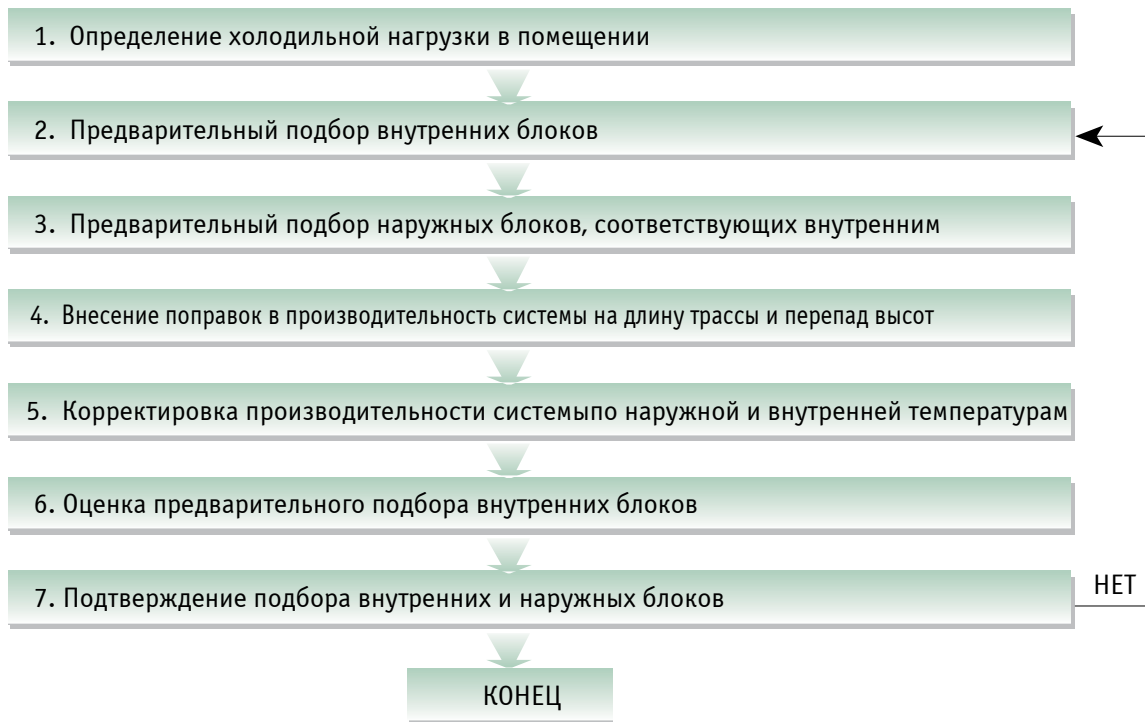 1. Определение холодильной нагрузки в помещении
2. Предварительный подбор внутренних блоков
3. Предварительный подбор наружных блоков, соответствующих внутренним
4. Внесение поправок в производительность системы на длину трассы и перепад высот
5. Корректировка производительности системыпо наружной и внутренней температурам
6. Оценка предварительного подбора внутренних блоков
7. Подтверждение подбора внутренних и наружных блоков
НЕТ
КОНЕЦ